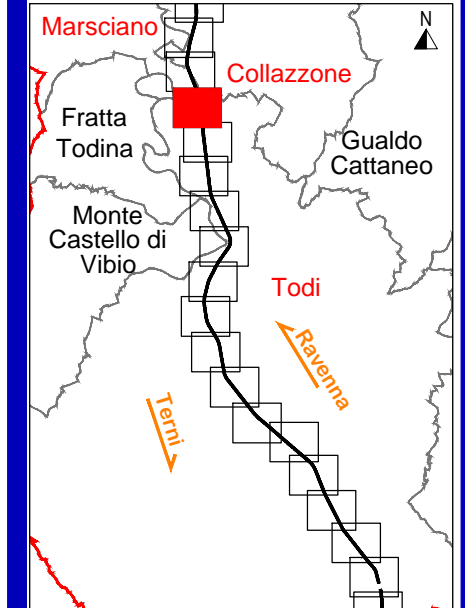 Marsciano
N
Collazzone
Fratta
Todina
Gualdo
Cattaneo
Monte
Castello di
Vibio
Todi
Ravenna
Terni